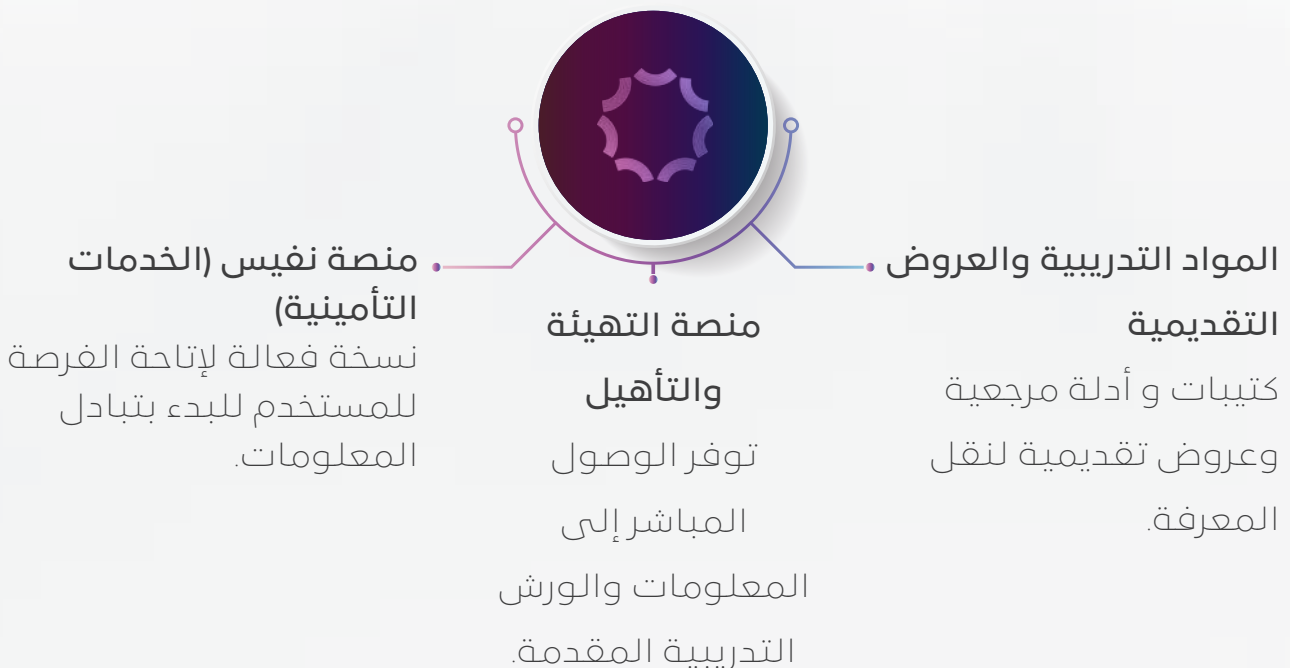 المواد التدريبية والعروض
التقديمية
كتيبات و أدلة مرجعية
وعروض تقديمية لنقل
المعرفة.
منصة التهيئة
والتأهيل
توفر الوصول
المباشر إلى
المعلومات والورش
التدريبية المقدمة.
منصة نفيس (الخدمات
التأمينية)
نسخة فعالة لإتاحة الفرصة
للمستخدم للبدء بتبادل
المعلومات.